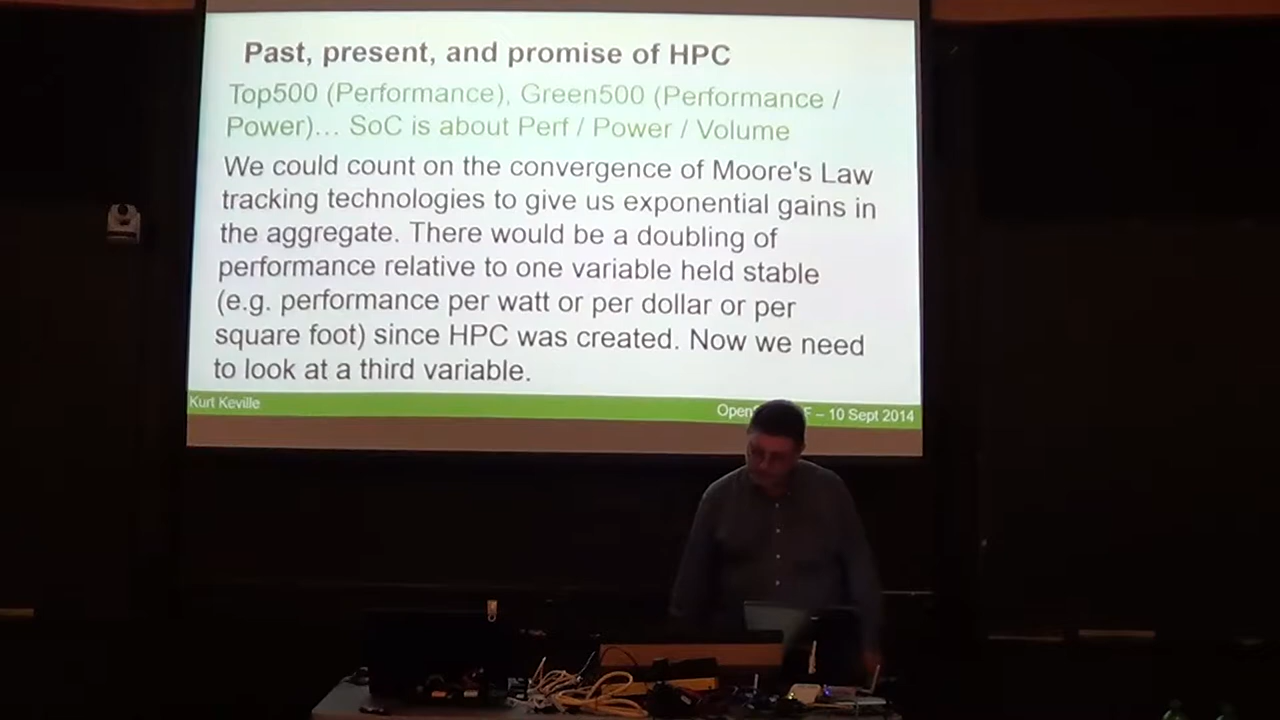 Past, present, and promise of HPC
Top500 (Performance), Green500 (Performance /
Power)... SoC is about Perf / Power / Volume
We could count on the convergence of Moore's Law
tracking technologies to give us exponential gains in
the aggregate. There would be a doubling of
performance relative to one variable held stable
(e.g. performance per watt or per dollar or per
square foot) since HPC was created. Now we need
to look at a third variable.
Kurt Keville
– 10 Sept 2014